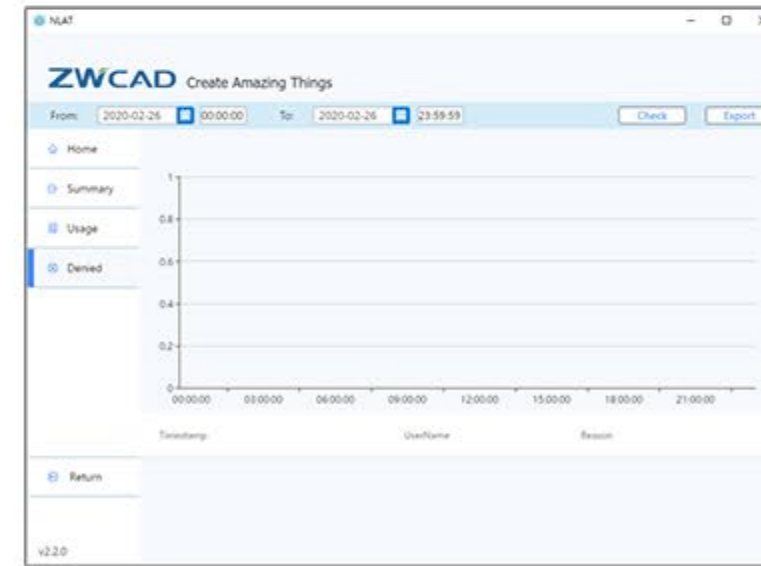 NLAT
ZWCAD Create Amazing Things
From: 2020-02-26 00:00:00 To: 2020-02-26 23:59:59 Check Export
Home
Summary
Usage
Denied
1
0.8
0.6
0.4
0.2
0
00:00:00 03:00:00 06:00:00 09:00:00 12:00:00 15:00:00 18:00:00 21:00:00
Timestamp UserName Reason
Return
v2.2.0